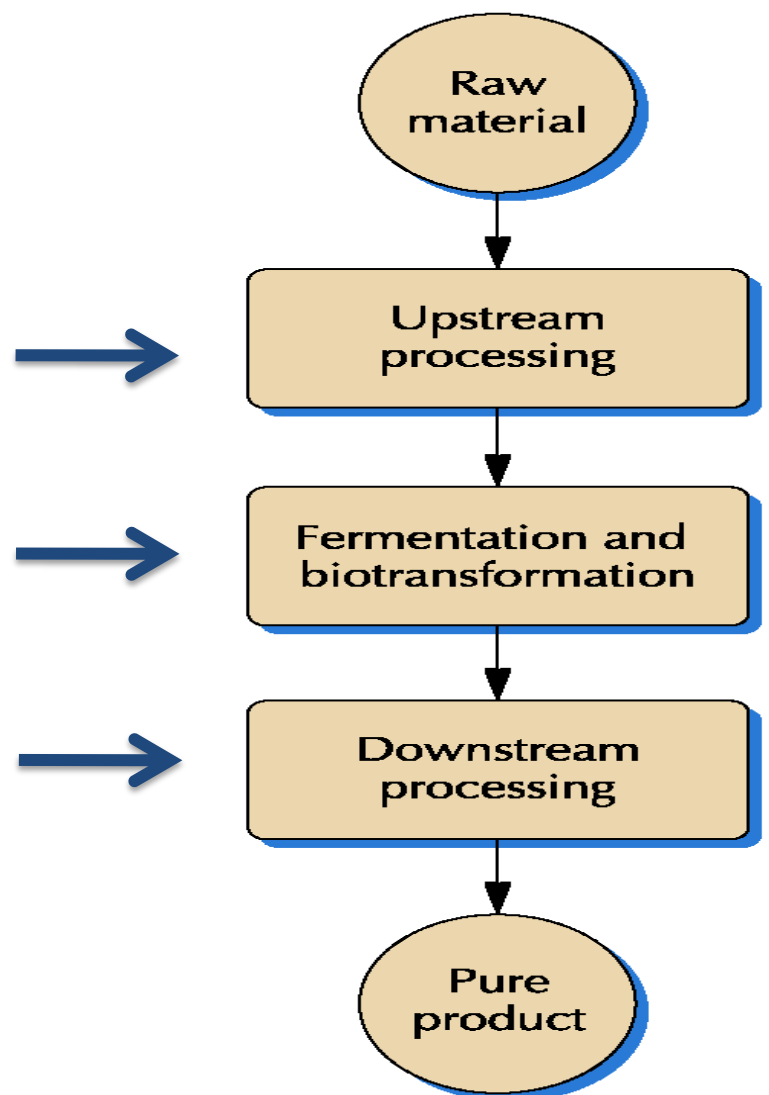 Raw
material
Upstream
processing
Fermentation and
biotransformation
Downstream
processing
Pure
product